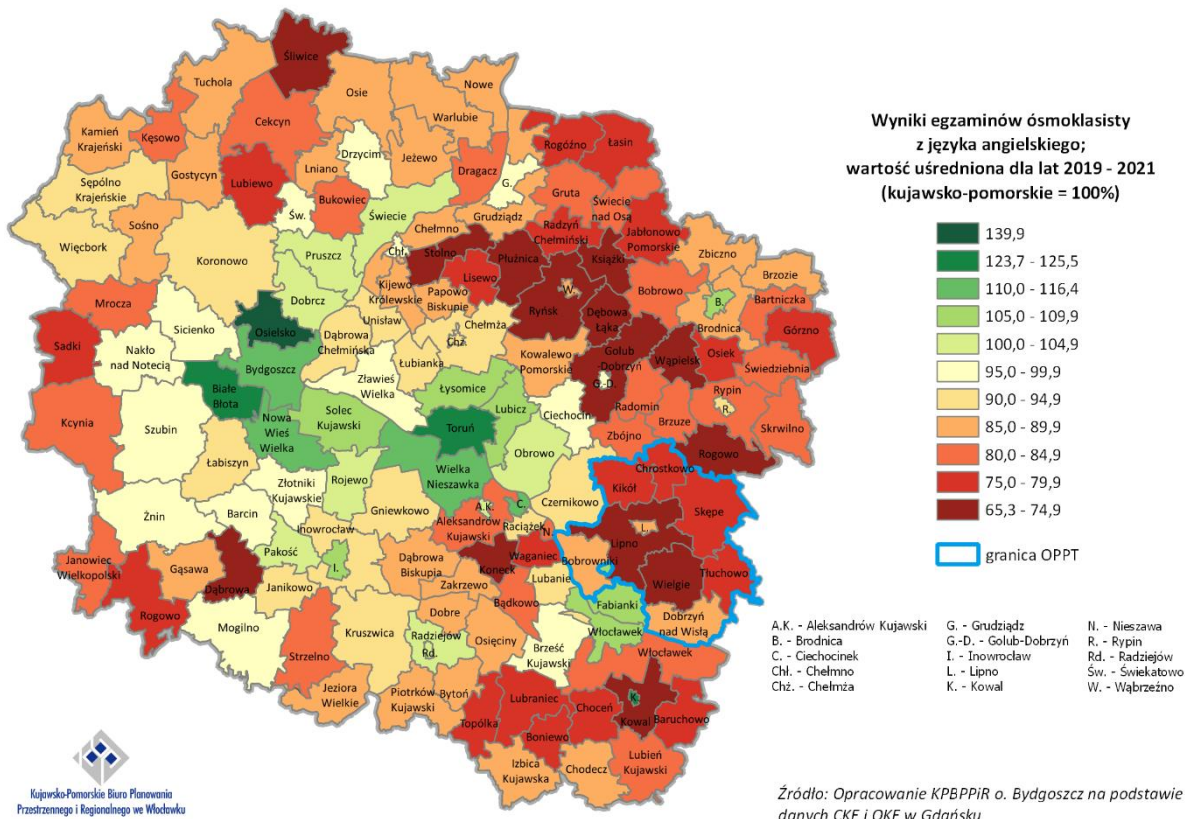 Śliwice
Tuchola
Osie
Nowe
Warlubie
Cekcyn
Kamień
Krajeński
Kęsowo
Drzycim
Jeżewo
Rogóźno
Łasin
Gostycyn
Lubiewo
Lniano
Dragacz
G.
Sępólno
Krajeńskie
Bukowiec
Gruta
Świecie
nad Osą
Św.
Świecie
Chełmno
Grudziądz
Sośno
Radzyń
Chełmiński
Jabłonowo
Pomorskie
Więcbork
Koronowo
Pruszcz
Chł.
Stolno
Płużnica
Książki
Zbiczno
Brzozie
Lisewo
Kijewo
Królewskie
Papowo
Biskupie
W.
Bobrowo
Bartniczka
Mrocza
Dobrcz
B.
Sicienko
Osielsko
Unisław
Ryńsk
Dębowa
Łąka
Brodnica
Górzno
Dąbrowa
Chełmińska
Chełmża
Chż.
Sadki
Nakło
nad Notecią
Łubianka
Kowalewo
Pomorskie
Golub
-Dobrzyń
G.-D.
Wąpielsk
Osiek
Świedziebnia
Bydgoszcz
Zławieś
Wielka
Białe
Błota
Łysomice
Rypin
R.
Kcynia
Solec
Kujawski
Lubicz
Ciechocin
Radomin
Brzuze
Skrwilno
Szubin
Nowa
Wieś
Wielka
Toruń
Zbójno
Łabiszyn
Obrowo
Rogowo
Wielka
Nieszawka
Złotniki
Kujawskie
Rojewo
Chrostkowo
Kikół
Żnin
Barcin
Gniewkowo
A.K.
C.
Czernikowo
Skępe
Raciążek
Inowrocław
Aleksandrów
Kujawski
N.
L.
Pakość
Lipno
Janowiec
Wielkopolski
Gąsawa
I.
Waganiec
Bobrowniki
Dąbrowa
Janikowo
Dąbrowa
Biskupia
Koneck
Lubanie
Wielgie
Tłuchowo
Zakrzewo
Rogowo
Bądkowo
Fabianki
Mogilno
Dobre
Dobrzyń
nad Wisłą
Kruszwica
Radziejów
Rd.
Osięciny
Włocławek
Strzelno
Brześć
Kujawski
Włocławek
Jeziora
Wielkie
Piotrków
Kujawski
Bytoń
Lubraniec
K.
Topólka
Choceń
Kowal
Baruchowo
Boniewo
Izbica
Kujawska
Chodecz
Lubień
Kujawski
Wyniki egzaminów ósmoklasisty
z języka angielskiego;
wartość uśredniona dla lat 2019 - 2021
(kujawsko-pomorskie = 100%)
139,9
123,7 - 125,5
110,0 - 116,4
105,0 - 109,9
100,0 - 104,9
95,0 - 99,9
90,0 - 94,9
85,0 - 89,9
80,0 - 84,9
75,0 - 79,9
65,3 - 74,9
granica OPPT
A.K. - Aleksandrów Kujawski
B. - Brodnica
C. - Ciechocinek
Chł. - Chełmno
Chż. - Chełmża
G. - Grudziądz
G.-D. - Golub-Dobrzyń
I. - Inowrocław
L. - Lipno
K. - Kowal
N. - Nieszawa
R. - Rypin
Rd. - Radziejów
Św. - Świekatowo
W. - Wąbrzeźno
Kujawsko-Pomorskie Biuro Planowania
Przestrzennego i Regionalnego we Włocławku
Źródło: Opracowanie KPBPPiR o. Bydgoszcz na podstawie
danych CKE i OKE w Gdańsku